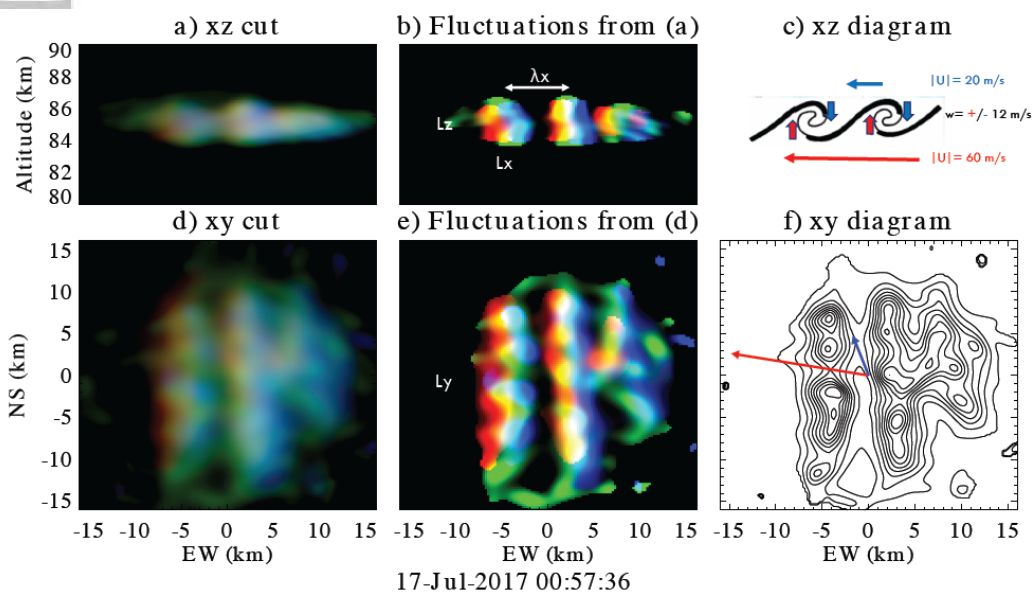 a) xz cut
b) Fluctuations from (a)
c) xz diagram
90
88
86
84
82
80
Altitude (km)
λx
Lz
Lx
|U| = 20 m/s
w= +/- 12 m/s
|U| = 60 m/s
d) xy cut
e) Fluctuations from (d)
f) xy diagram
15
10
5
0
-5
-10
-15
NS (km)
Ly
-15 -10 -5 0 5 10 15
-15 -10 -5 0 5 10 15
-15 -10 -5 0 5 10 15
EW (km)
EW (km)
EW (km)
17-Jul-2017 00:57:36